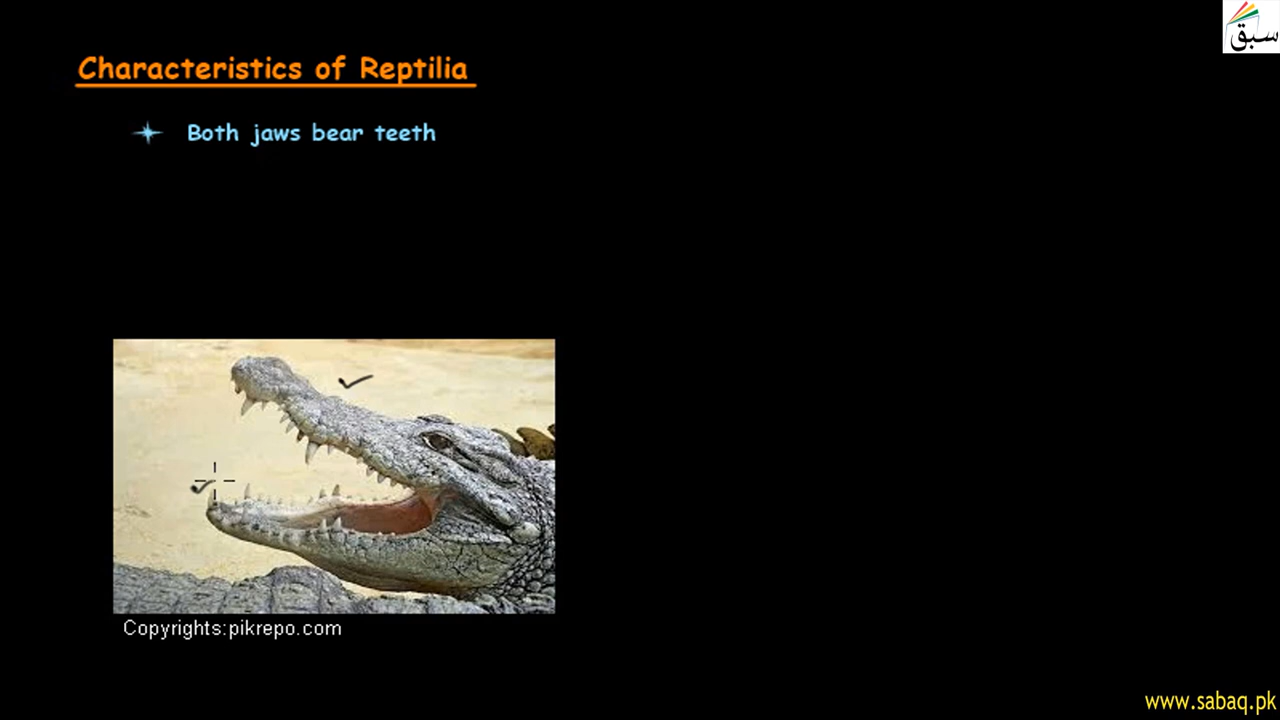 سبق
Characteristics of Reptilia
Both jaws bear teeth
Copyrights:pikrepo.com
www.sabaq.pk